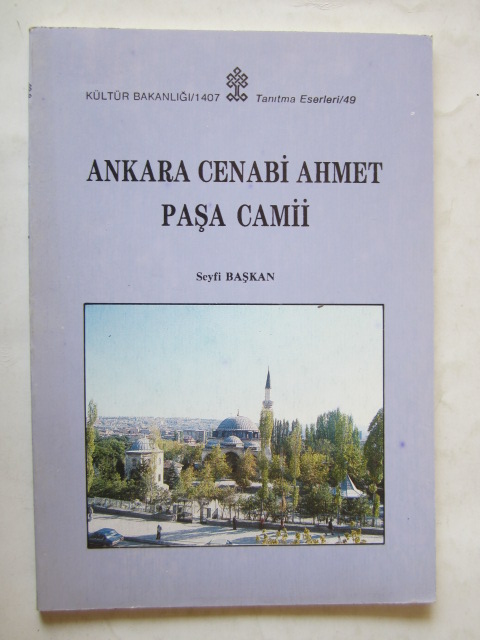 KÜLTÜR BAKANLIĞI/1407 Tanıtma Eserleri/49
ANKARA CENABİ AHMET
PAŞA CAMİİ
Seyfi BAŞKAN